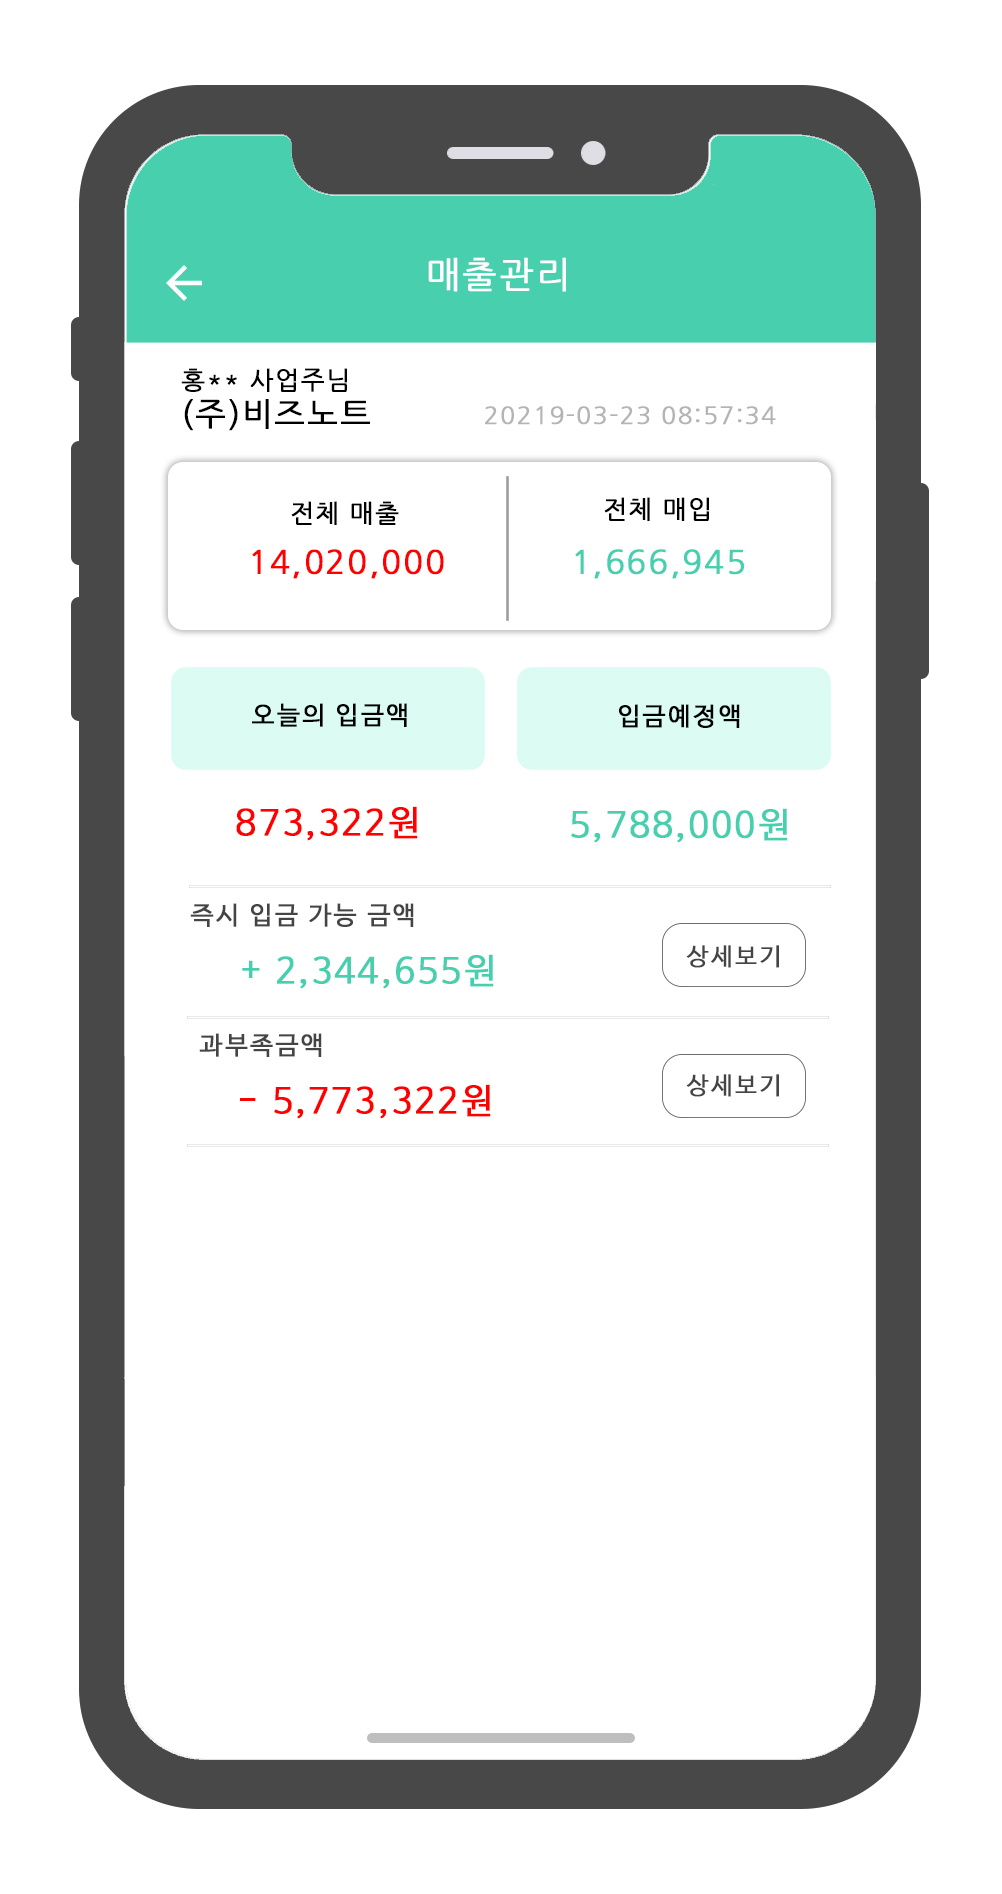 매출관리
홍** 사업주님
(주)비즈노트 20219-03-23 08:57:34
전체 매출 전체 매입
14,020,000 1,666,945
오늘의 입금액 입금예정액
873,322원 5,788,000원
즉시 입금 가능 금액
+ 2,344,655원 상세보기
과부족금액
- 5,773,322원 상세보기